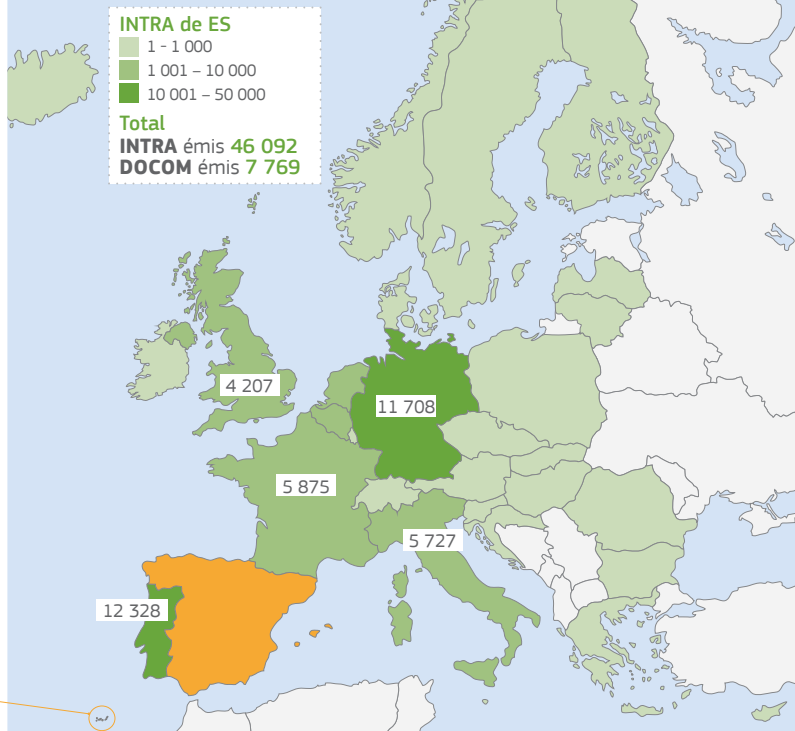 INTRA de ES
1 - 1 000
1 001 – 10 000
10 001 – 50 000
Total
INTRA émis 46 092
DOCOM émis 7 769
4 207
11 708
5 875
5 727
12 328